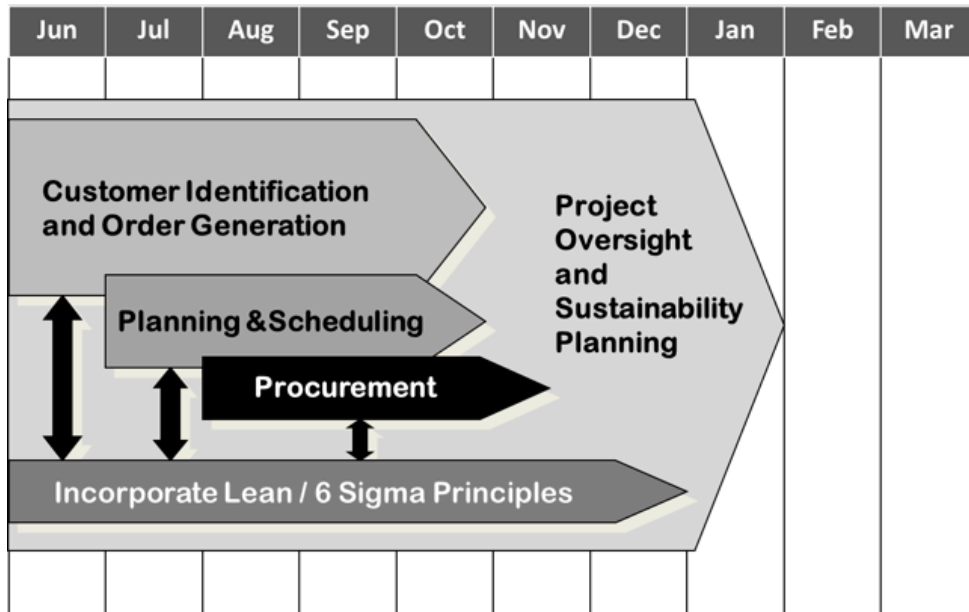 Jun Jul Aug Sep Oct Nov Dec Jan Feb Mar
Customer Identification
and Order Generation
Project
Oversight
and
Sustainability
Planning
Planning &Scheduling
Procurement
Incorporate Lean / 6 Sigma Principles